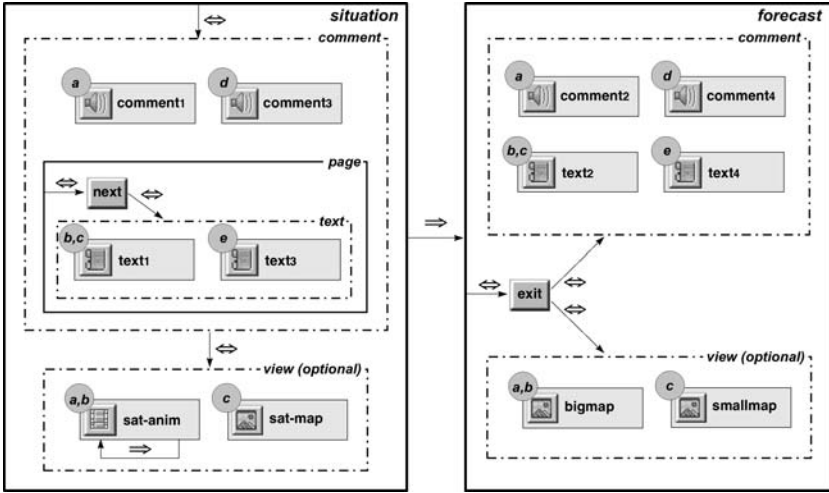 situation
⇔
comment
a
comment1
d
comment3
page
⇔
next
⇔
text
b,c
text1
e
text3
⇔
view (optional)
a,b
sat-anim
⇒
c
sat-map
⇒
forecast
comment
a
comment2
d
comment4
b,c
text2
e
text4
⇔
exit
⇔
⇔
view (optional)
a,b
bigmap
c
smallmap